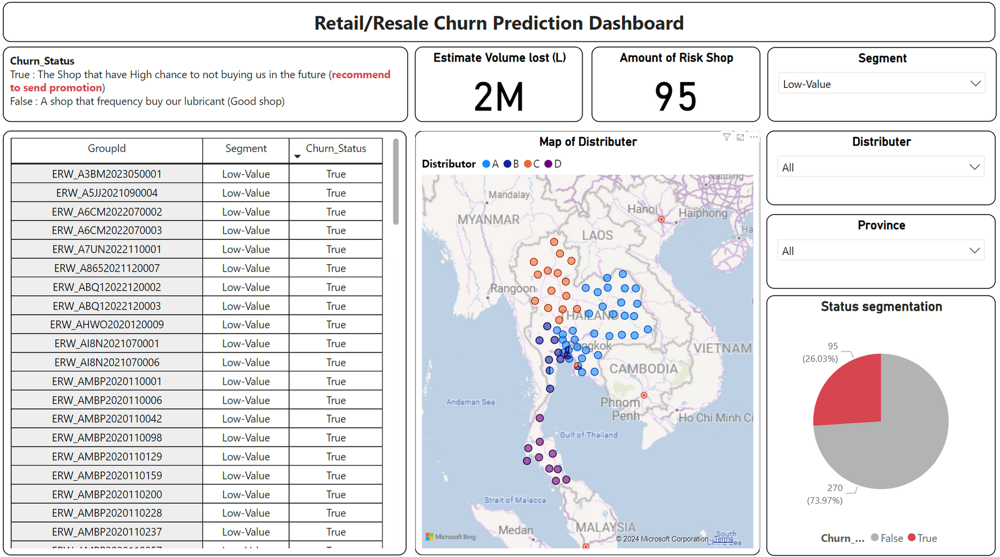 Retail/Resale Churn Prediction Dashboard
Churn_Status
True : The Shop that have High chance to not buying us in the future (recommend
to send promotion)
False : A shop that frequency buy our lubricant (Good shop)
Estimate Volume lost (L)
2M
Amount of Risk Shop
95
Segment
Low-Value
GroupId Segment Churn_Status
ERW_A3BM2023050001 Low-Value True
ERW_A5JJ2021090004 Low-Value True
ERW_A6CM2022070002 Low-Value True
ERW_A6CM2022070003 Low-Value True
ERW_A7UN2022110001 Low-Value True
ERW_A8652021120007 Low-Value True
ERW_ABQ12022120002 Low-Value True
ERW_ABQ12022120003 Low-Value True
ERW_AHWO2020120009 Low-Value True
ERW_AI8N2021070001 Low-Value True
ERW_AI8N2021070006 Low-Value True
ERW_AMBP2020110001 Low-Value True
ERW_AMBP2020110006 Low-Value True
ERW_AMBP2020110042 Low-Value True
ERW_AMBP2020110098 Low-Value True
ERW_AMBP2020110129 Low-Value True
ERW_AMBP2020110159 Low-Value True
ERW_AMBP2020110200 Low-Value True
ERW_AMBP2020110228 Low-Value True
ERW_AMBP2020110237 Low-Value True
Map of Distributer
Distributor A B C D
Nanning
Mandalay
Hanoi
Haiphong
MYANMAR
Ha
LAOS
Rangoon
THAILAND
VIETNAM
CAMBODIA
Phnom
Penh
Andaman Sea
Ho Chi Minh Ci
Gulf of Thailand
Strait of Malacca
MALAYSIA
Medan
South
Microsoft Bing
© 2024 Microsoft Corporation Terms
Distributer
All
Province
All
Status segmentation
95
(26.03%)
270
(73.97%)
Churn_... False True